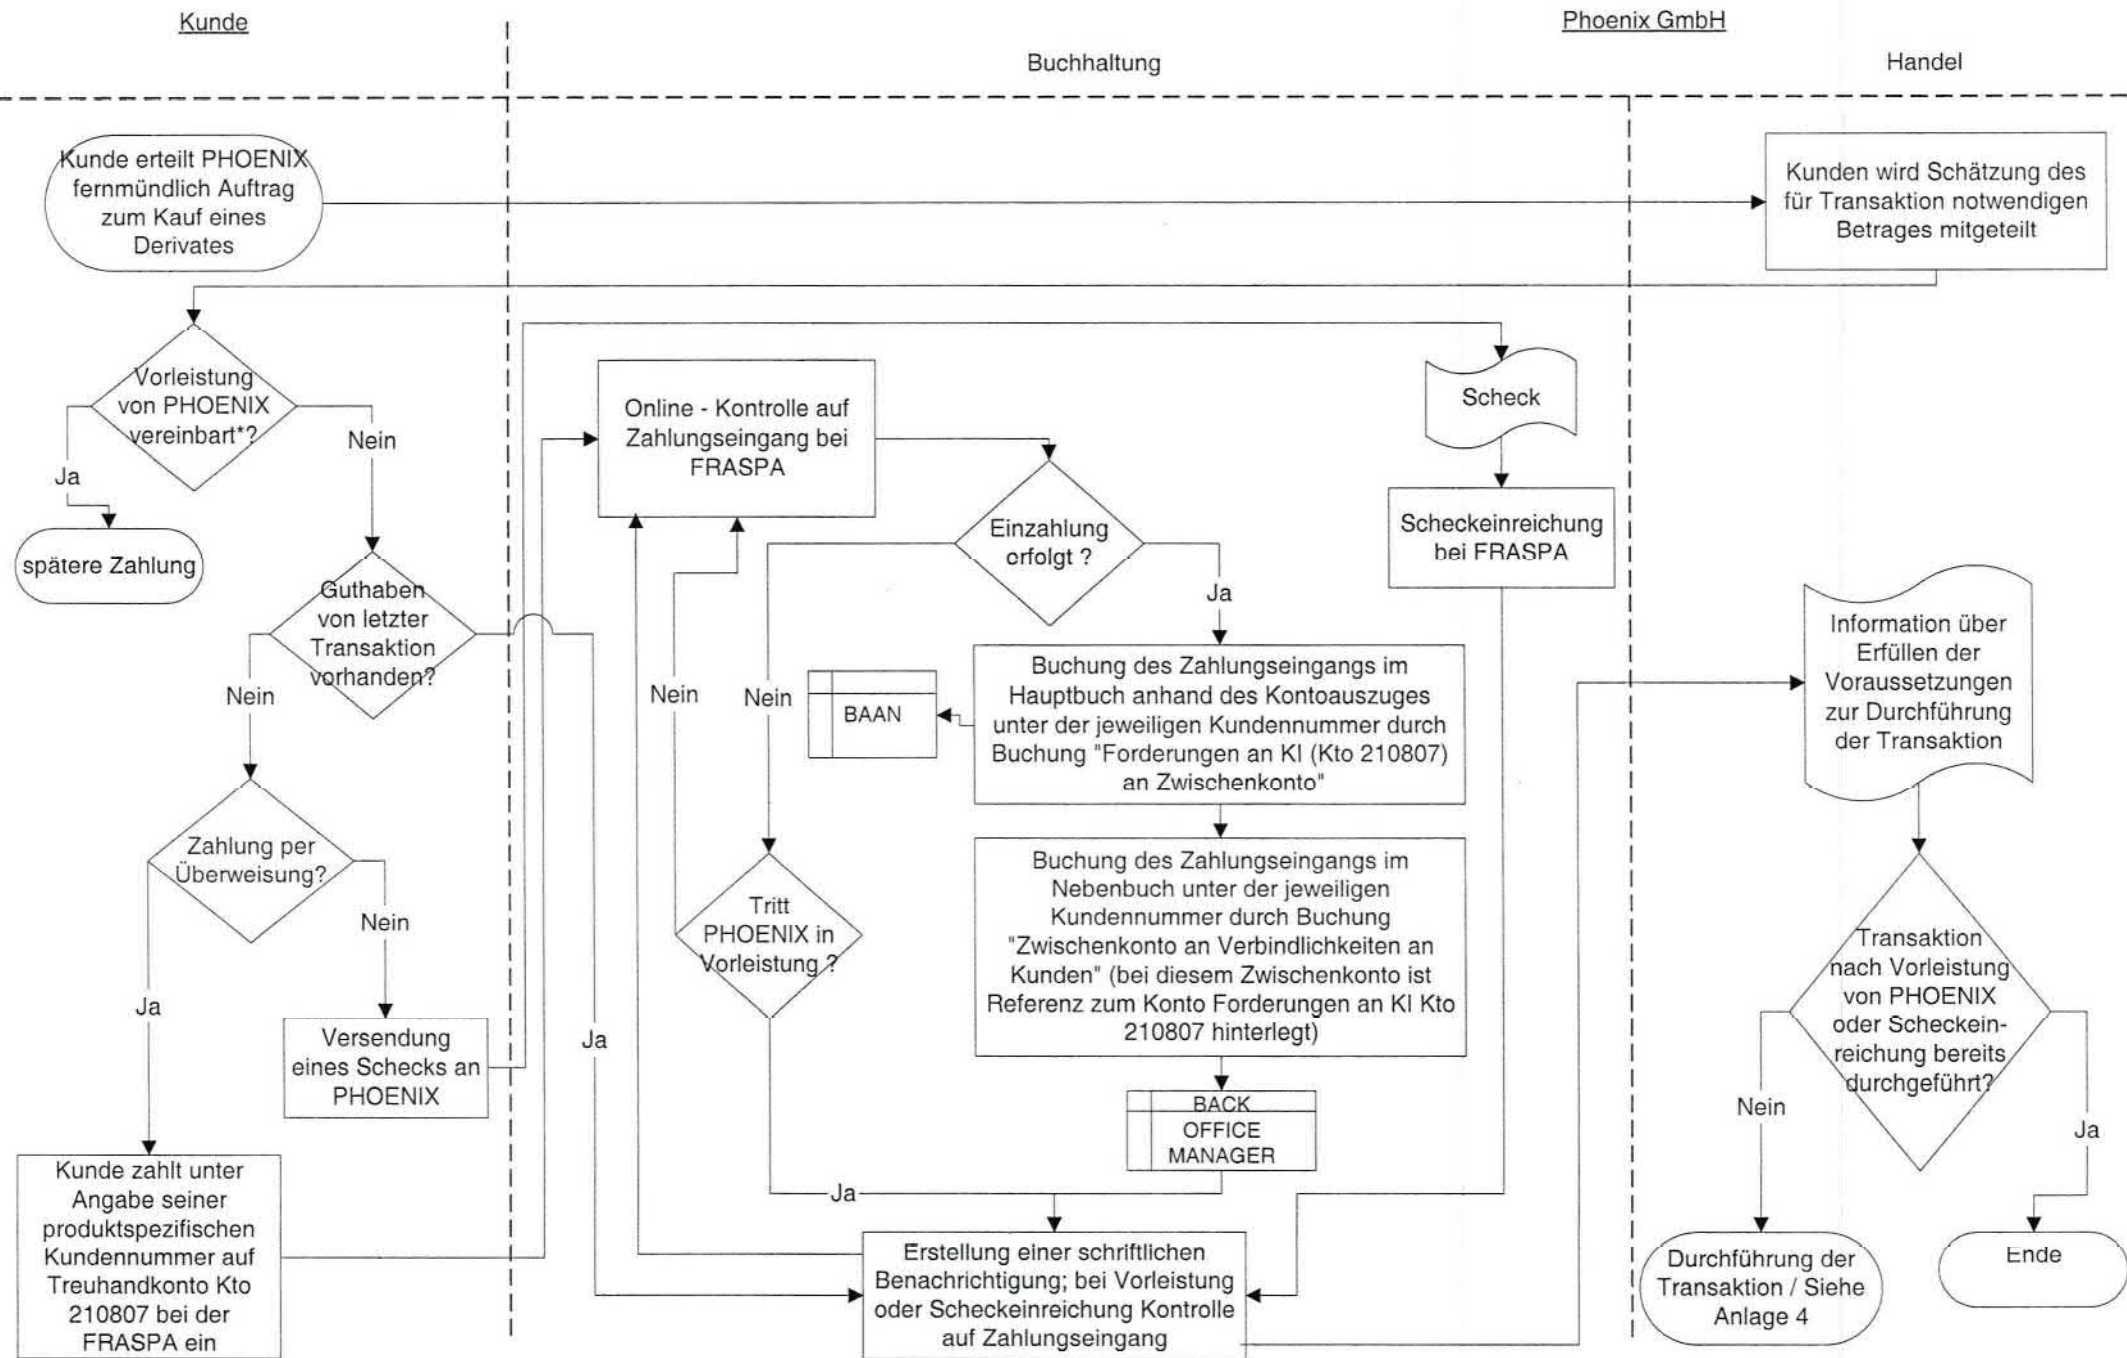 Kunde
Phoenix GmbH
Buchhaltung
Handel
Kunde erteilt PHOENIX
fernmündlich Auftrag
zum Kauf eines
Derivates
Kunden wird Schätzung des
für Transaktion notwendigen
Betrages mitgeteilt
Vorleistung
von PHOENIX
vereinbart*?
Ja
Nein
spätere Zahlung
Guthaben
von letzter
Transaktion
vorhanden?
Nein
Ja
Zahlung per
Überweisung?
Ja
Nein
Versendung
eines Schecks an
PHOENIX
Kunde zahlt unter
Angabe seiner
produktspezifischen
Kundennummer auf
Treuhandkonto Kto
210807 bei der
FRASPA ein
Online - Kontrolle auf
Zahlungseingang bei
FRASPA
Scheck
Scheckeinreichung
bei FRASPA
Einzahlung
erfolgt ?
Nein
Nein
Ja
Buchung des Zahlungseingangs im
Hauptbuch anhand des Kontoauszuges
unter der jeweiligen Kundennummer durch
Buchung "Forderungen an KI (Kto 210807)
an Zwischenkonto"
BAAN
Tritt
PHOENIX in
Vorleistung ?
Buchung des Zahlungseingangs im
Nebenbuch unter der jeweiligen
Kundennummer durch Buchung
"Zwischenkonto an Verbindlichkeiten an
Kunden" (bei diesem Zwischenkonto ist
Referenz zum Konto Forderungen an KI Kto
210807 hinterlegt)
BACK
OFFICE
MANAGER
Ja
Erstellung einer schriftlichen
Benachrichtigung; bei Vorleistung
oder Scheckeinreichung Kontrolle
auf Zahlungseingang
Information über
Erfüllen der
Voraussetzungen
zur Durchführung
der Transaktion
Transaktion
nach Vorleistung
von PHOENIX
oder Scheckein-
reichung bereits
durchgeführt?
Nein
Ja
Durchführung der
Transaktion / Siehe
Anlage 4
Ende